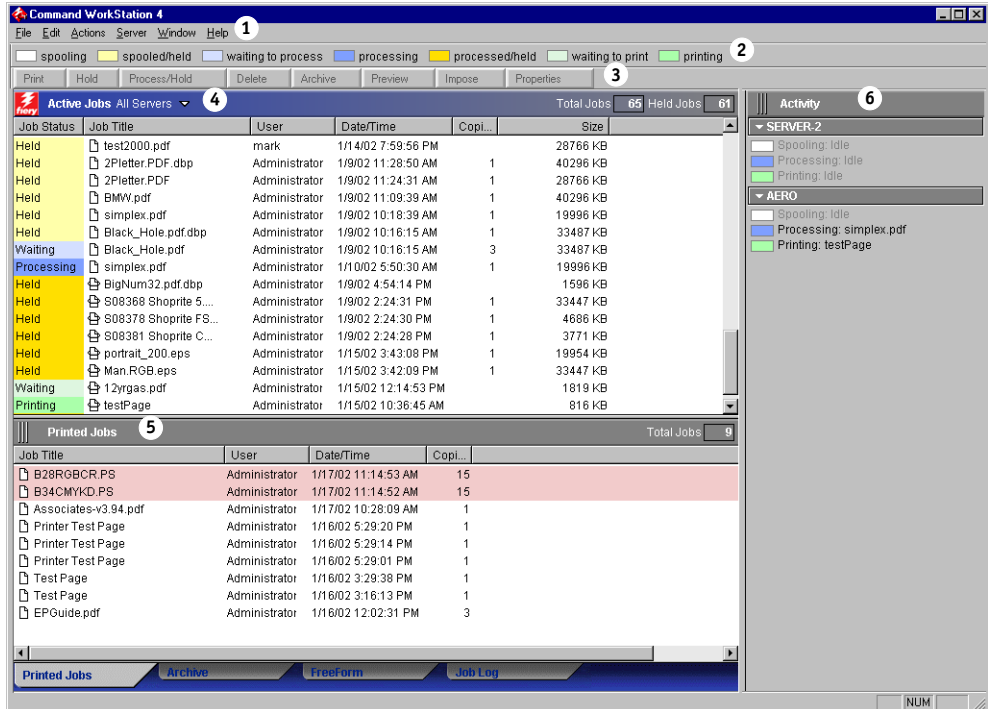 Command WorkStation 4
File Edit Actions Server Window Help 1
spooling spooled/held waiting to process processing processed/held waiting to print printing 2
Print Hold Process/Hold Delete Archive Preview Impose Properties 3
fiery Active Jobs All Servers 4 Total Jobs 65 Held Jobs 61
Job Status Job Title User Date/Time Copi... Size
Held test2000.pdf mark 1/14/02 7:59:56 PM 28766 KB
Held 2Pletter.PDF.dbp Administrator 1/9/02 11:28:50 AM 1 40296 KB
Held 2Pletter.PDF Administrator 1/9/02 11:24:31 AM 1 28766 KB
Held BMW.pdf Administrator 1/9/02 11:09:39 AM 1 40296 KB
Held simplex.pdf Administrator 1/9/02 10:18:39 AM 1 19996 KB
Held Black_Hole.pdf.dbp Administrator 1/9/02 10:16:15 AM 1 33487 KB
Waiting Black_Hole.pdf Administrator 1/9/02 10:16:15 AM 3 33487 KB
Processing simplex.pdf Administrator 1/10/02 5:50:30 AM 1 19996 KB
Held BigNum32.pdf.dbp Administrator 1/9/02 4:54:14 PM 1596 KB
Held S08368 Shoprite 5.... Administrator 1/9/02 2:24:31 PM 1 33447 KB
Held S08378 Shoprite FS... Administrator 1/9/02 2:24:30 PM 1 4686 KB
Held S08381 Shoprite C... Administrator 1/9/02 2:24:28 PM 1 3771 KB
Held portrait_200.eps Administrator 1/15/02 3:43:08 PM 1 19954 KB
Held Man.RGB.eps Administrator 1/15/02 3:42:09 PM 1 33447 KB
Waiting 12yrgas.pdf Administrator 1/15/02 12:14:53 PM 1819 KB
Printing testPage Administrator 1/15/02 10:36:45 AM 816 KB
Printed Jobs 5 Total Jobs 9
Job Title User Date/Time Copi...
B28RGBCR.PS Administrator 1/17/02 11:14:53 AM 15
B34CMYKD.PS Administrator 1/17/02 11:14:52 AM 15
Associates-v3.94.pdf Administrator 1/17/02 10:28:09 AM 1
Printer Test Page Administrator 1/16/02 5:29:20 PM 1
Printer Test Page Administrator 1/16/02 5:29:14 PM 1
Printer Test Page Administrator 1/16/02 5:29:01 PM 1
Test Page Administrator 1/16/02 3:29:38 PM 1
Test Page Administrator 1/16/02 3:16:13 PM 1
EPGuide.pdf Administrator 1/16/02 12:02:31 PM 3
Printed Jobs Archive FreeForm Job Log
Activity 6
SERVER-2
Spooling: Idle
Processing: Idle
Printing: Idle
AERO
Spooling: Idle
Processing: simplex.pdf
Printing: testPage
NUM